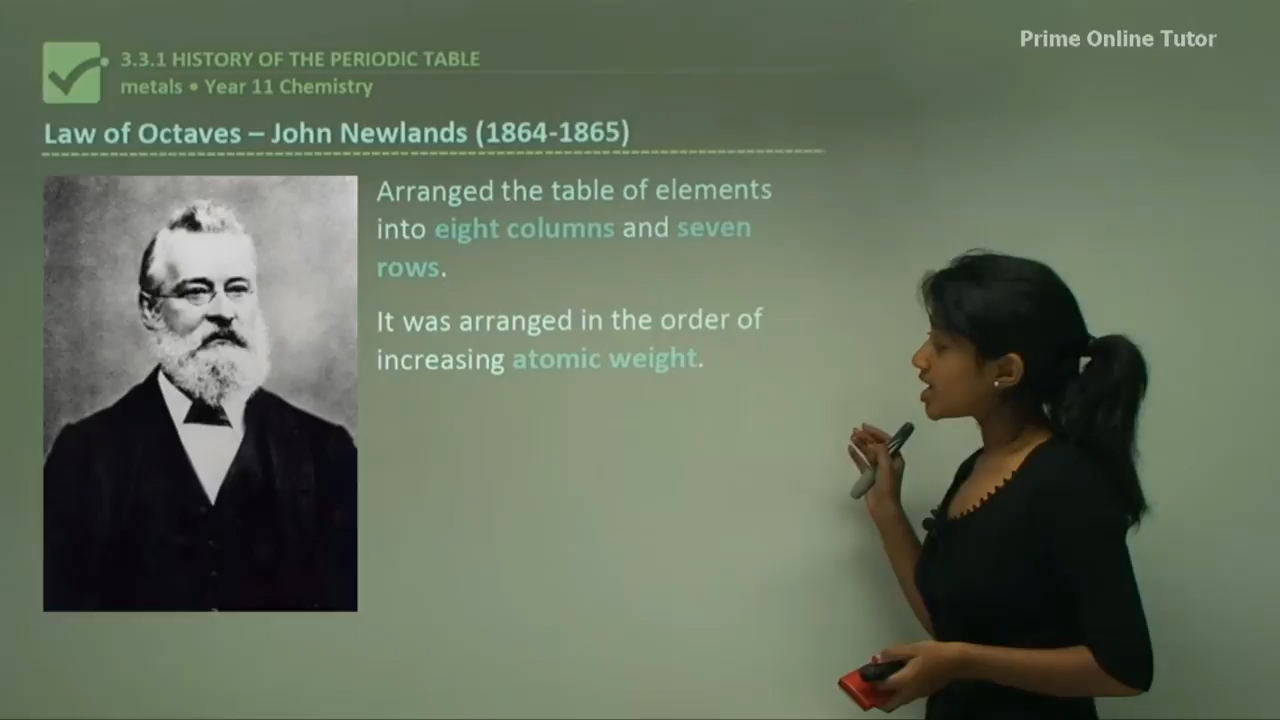 Prime Online Tutor
3.3.1 HISTORY OF THE PERIODIC TABLE
metals • Year 11 Chemistry
Law of Octaves – John Newlands (1864-1865)
Arranged the table of elements
into eight columns and seven
rows.
It was arranged in the order of
increasing atomic weight.